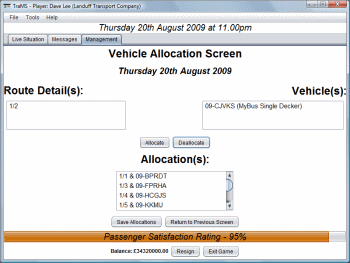 TraMS - Player: Dave Lee (Landuff Transport Company)
File Tools Help
Thursday 20th August 2009 at 11.00pm
Live Situation Messages Management
Vehicle Allocation Screen
Thursday 20th August 2009
Route Detail(s): Vehicle(s):
1/2 09-CJVKS (MyBus Single Decker)
Allocate Deallocate
Allocation(s):
1/1 & 09-BPRDT
1/3 & 09-FPRHA
1/4 & 09-HCGJS
1/5 & 09-KKMU
Save Allocations Return to Previous Screen
Passenger Satisfaction Rating - 95%
Balance: £34320000.00 Resign Exit Game